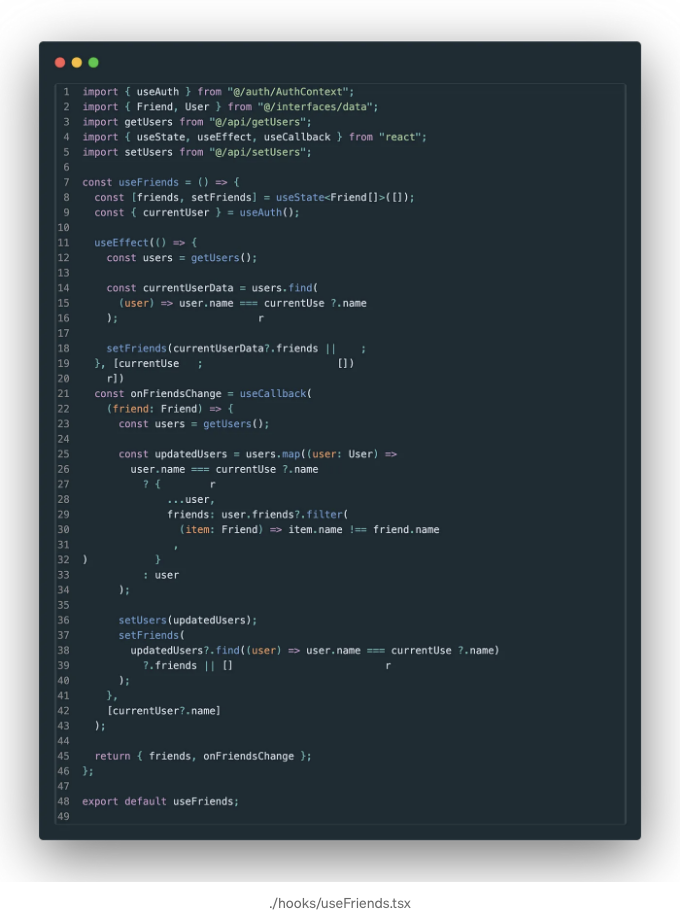 1 import { useAuth } from "@/auth/AuthContext";
2 import { Friend, User } from "@/interfaces/data";
3 import getUsers from "@/api/getUsers";
4 import { useState, useEffect, useCallback } from "react";
5 import setUsers from "@/api/setUsers";
6
7 const useFriends = () => {
8   const [friends, setFriends] = useState<Friend[]>([]);
9   const { currentUser } = useAuth();
10
11   useEffect(() => {
12     const users = getUsers();
13
14     const currentUserData = users.find(
15       (user) => user.name === currentUse ?.name
16     );                       r
17
18     setFriends(currentUserData?.friends ||    ;
19   }, [currentUse   ;                      [])
20     r])
21   const onFriendsChange = useCallback(
22     (friend: Friend) => {
23       const users = getUsers();
24
25       const updatedUsers = users.map((user: User) =>
26         user.name === currentUse ?.name
27           ? {        r
28               ...user,
29               friends: user.friends?.filter(
30                 (item: Friend) => item.name !== friend.name
31                ,
32 )           }
33           : user
34       );
35
36       setUsers(updatedUsers);
37       setFriends(
38         updatedUsers?.find((user) => user.name === currentUse ?.name)
39           ?.friends || []                         r
40       );
41     },
42     [currentUser?.name]
43   );
44
45   return { friends, onFriendsChange };
46 };
47
48 export default useFriends;
49
./hooks/useFriends.tsx